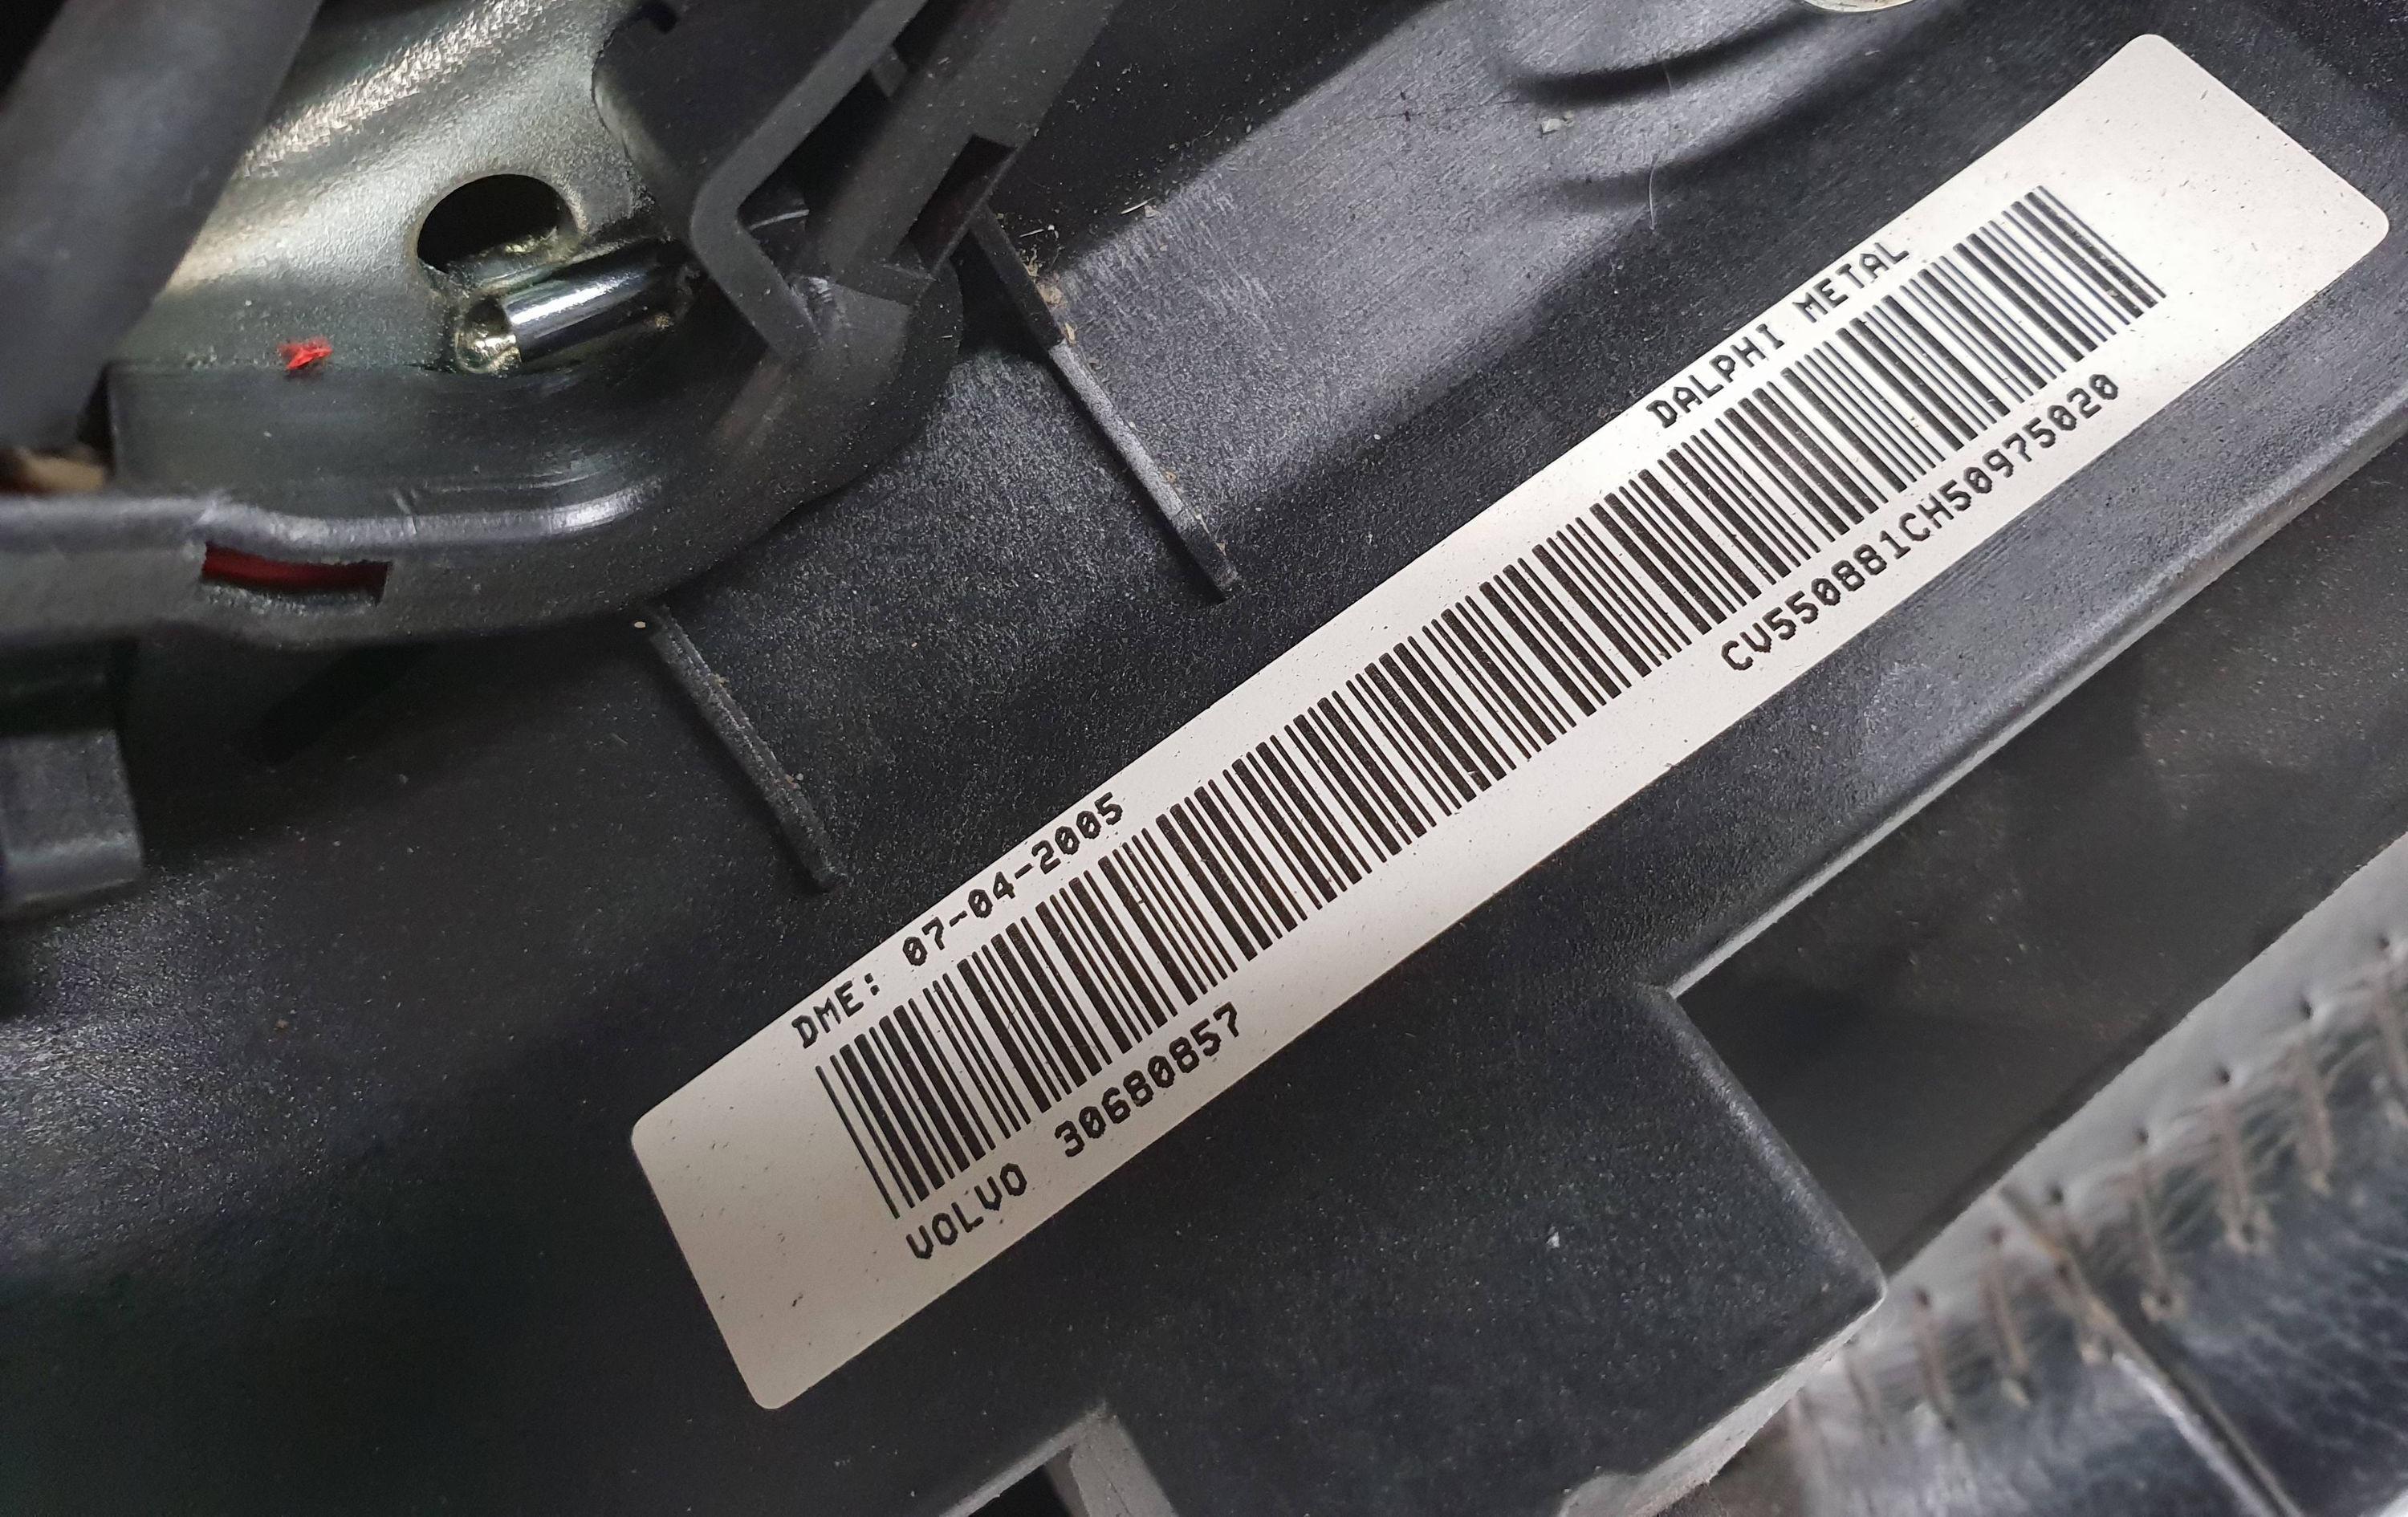 DME: 07-04-2005
DALPHI METAL
VOLVO 30680857
CV550881CH50975020